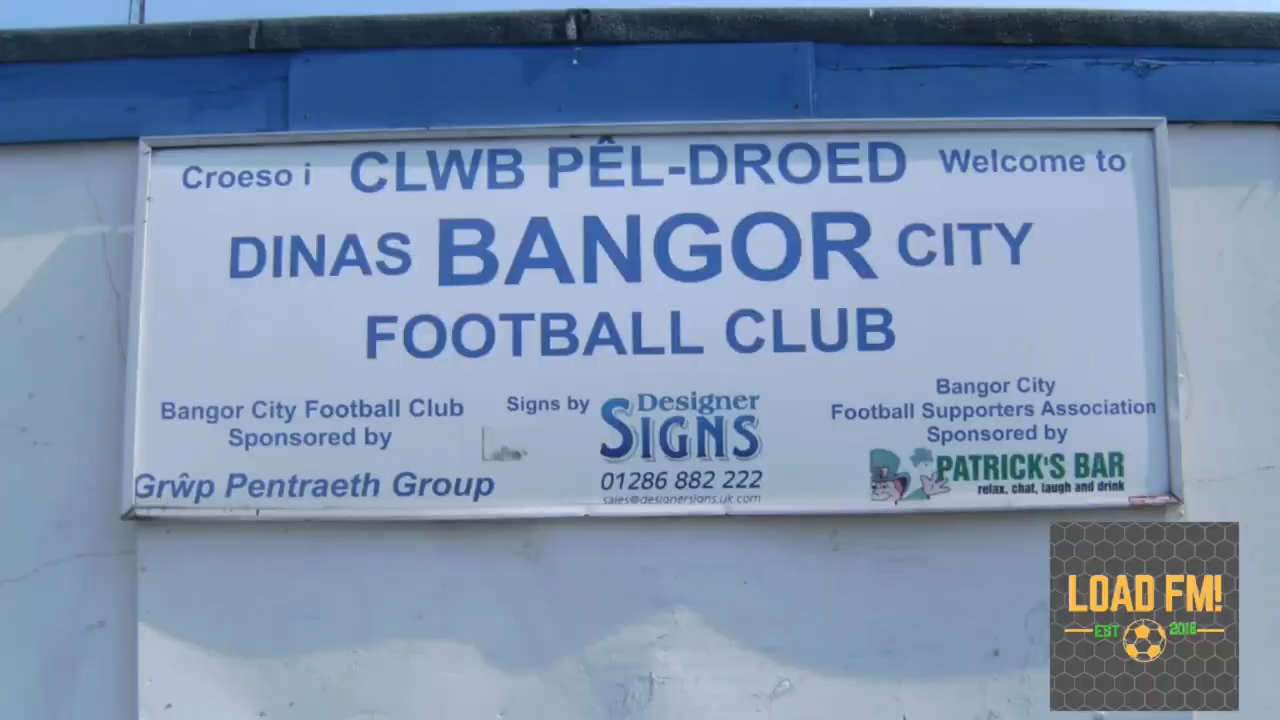 Croeso i CLWB PÊL-DROED Welcome to
DINAS BANGOR CITY
FOOTBALL CLUB
Bangor City Football Club
Sponsored by
Grŵp Pentraeth Group
Signs by Designer
SIGNS
01286 882 222
sales@designersigns.uk.com
Bangor City
Football Supporters Association
Sponsored by
PATRICK'S BAR
relax, chat, laugh and drink
LOAD FM!
EST 2018